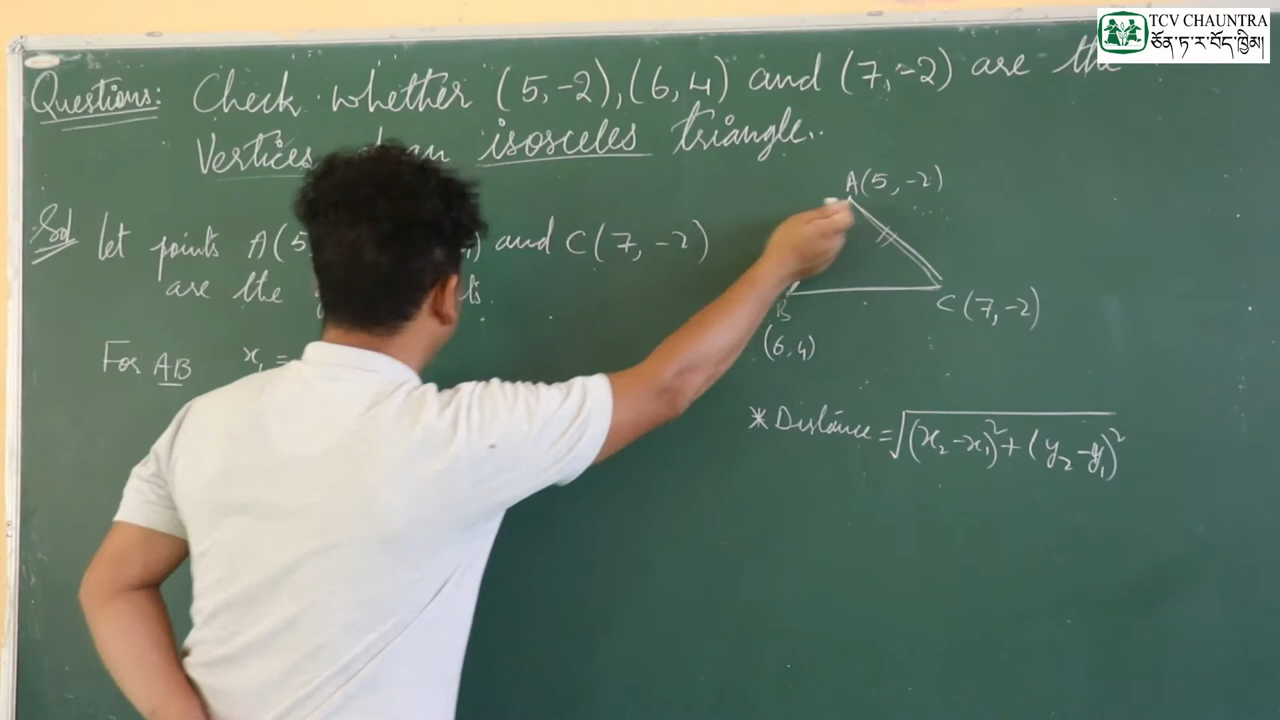 TCV CHAUNTRA
ཅོན་ཏ་ར་བོད་ཁྱིམ།
Questions: Check whether (5,-2),(6,4) and (7,-2) are the
Vertices an isosceles triangle.
Sol let points A(5 and C(7,-2)
are the
A(5,-2)
C(7,-2)
B
(6,4)
For AB x₁=
* Distance = √(x₂-x₁)²+(y₂-y₁)²